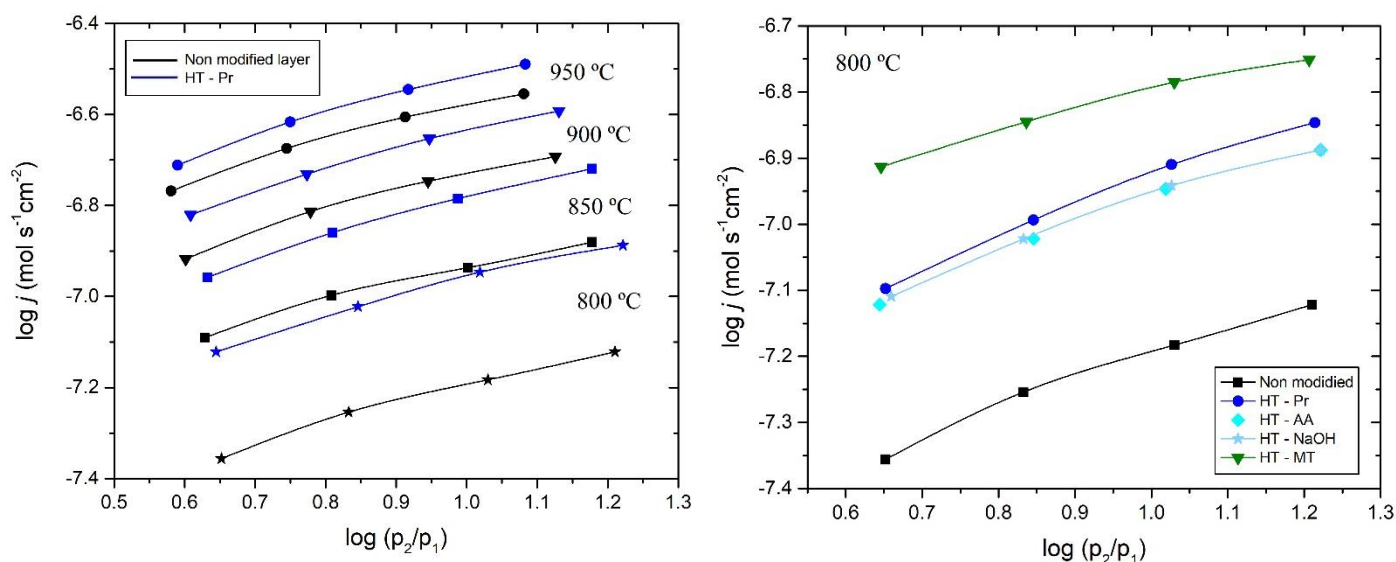 -6.4
-6.6
-6.8
-7.0
-7.2
-7.4
log j (mol s⁻¹cm⁻²)
Non modified layer
HT - Pr
950 ºC
900 ºC
850 ºC
800 ºC
0.5 0.6 0.7 0.8 0.9 1.0 1.1 1.2 1.3
log (p₂/p₁)
-6.7
-6.8
-6.9
-7.0
-7.1
-7.2
-7.3
-7.4
log j (mol s⁻¹cm⁻²)
800 ºC
Non modidied
HT - Pr
HT - AA
HT - NaOH
HT - MT
0.6 0.7 0.8 0.9 1.0 1.1 1.2 1.3
log (p₂/p₁)